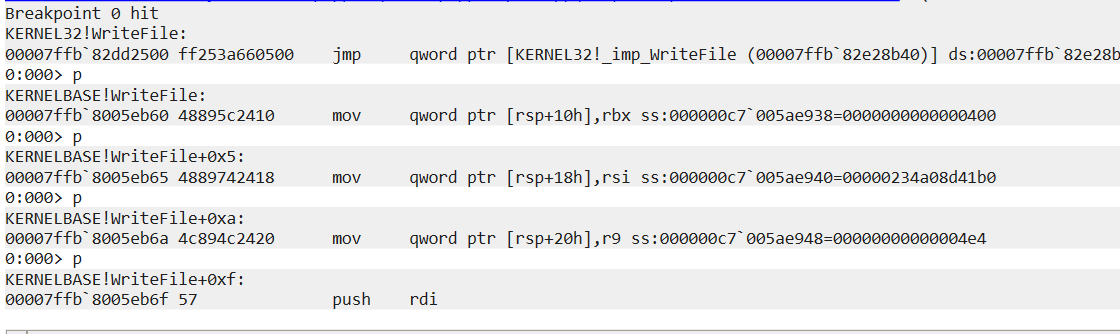 Breakpoint 0 hit
KERNEL32!WriteFile:
00007ffb`82dd2500 ff253a660500    jmp     qword ptr [KERNEL32!_imp_WriteFile (00007ffb`82e28b40)] ds:00007ffb`82e28b
0:000> p
KERNELBASE!WriteFile:
00007ffb`8005eb60 48895c2410      mov     qword ptr [rsp+10h],rbx ss:000000c7`005ae938=0000000000000400
0:000> p
KERNELBASE!WriteFile+0x5:
00007ffb`8005eb65 4889742418      mov     qword ptr [rsp+18h],rsi ss:000000c7`005ae940=00000234a08d41b0
0:000> p
KERNELBASE!WriteFile+0xa:
00007ffb`8005eb6a 4c894c2420      mov     qword ptr [rsp+20h],r9 ss:000000c7`005ae948=00000000000004e4
0:000> p
KERNELBASE!WriteFile+0xf:
00007ffb`8005eb6f 57              push    rdi